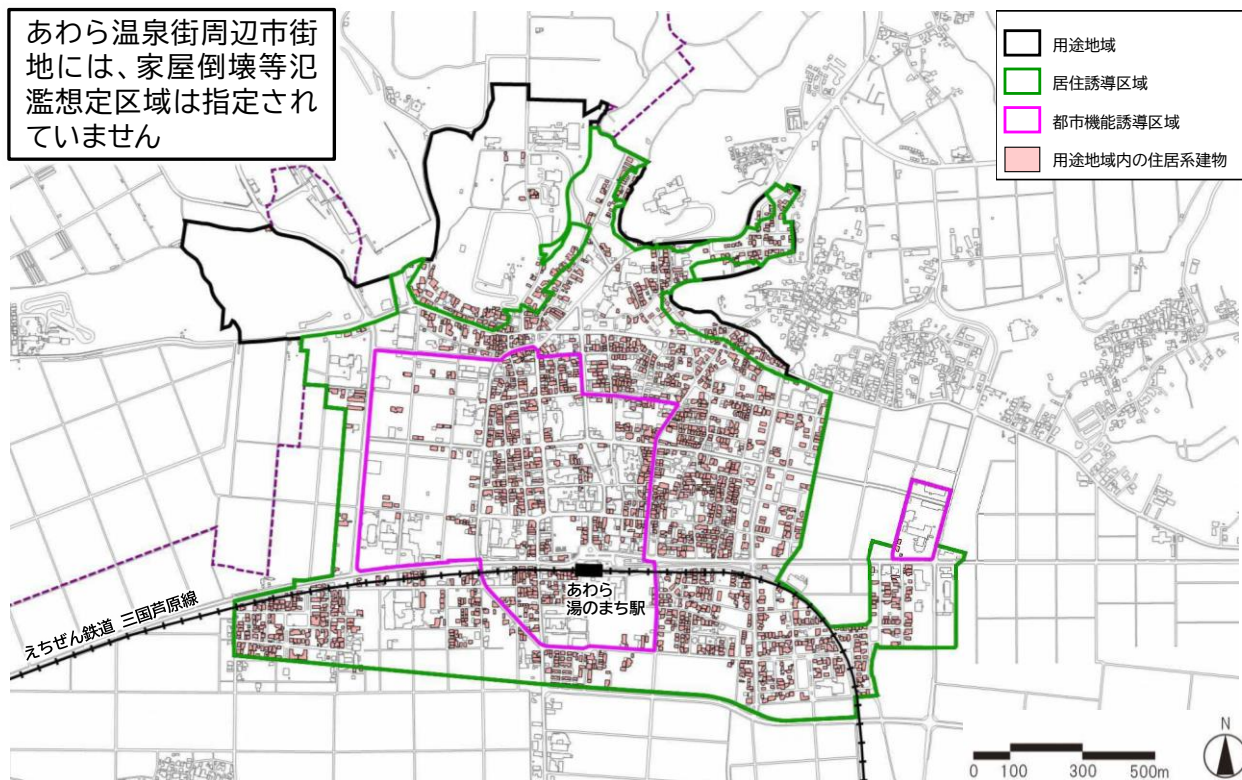 あわら温泉街周辺市街
地には、家屋倒壊等氾
濫想定区域は指定され
ていません
用途地域
居住誘導区域
都市機能誘導区域
用途地域内の住居系建物
あわら
湯のまち駅
えちぜん鉄道 三国芦原線
N
0 100 300 500m